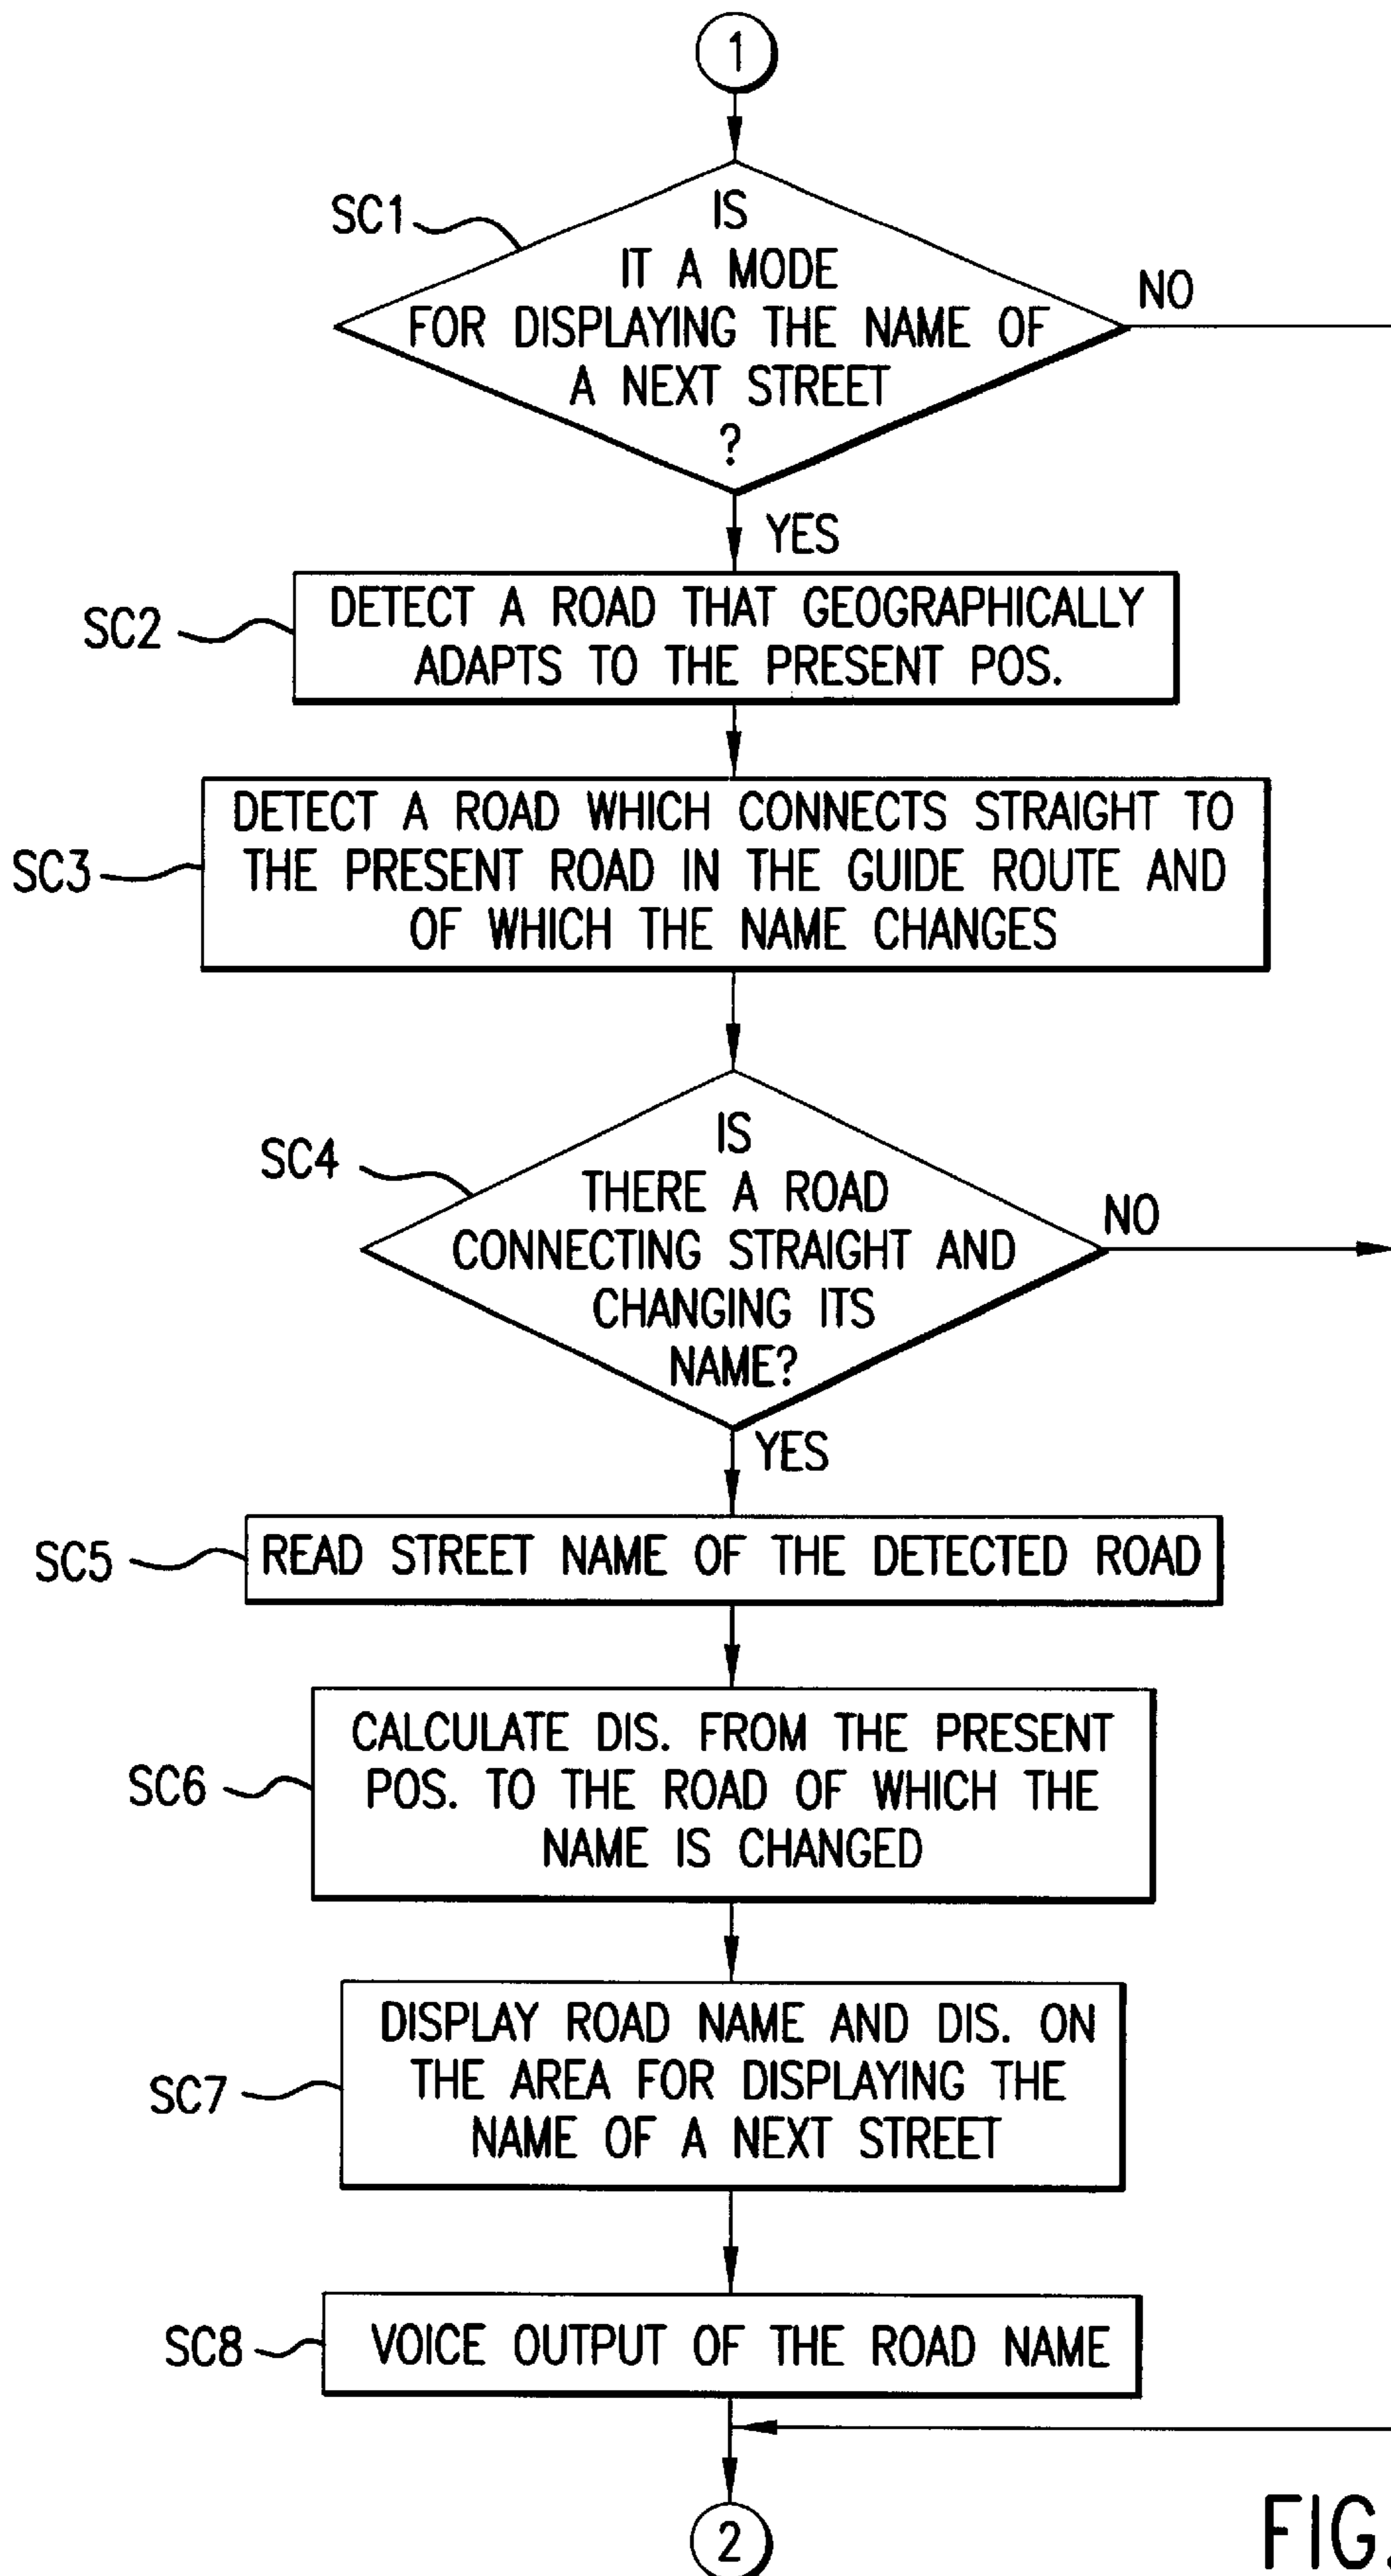 1
SC1
IS
IT A MODE
FOR DISPLAYING THE NAME OF
A NEXT STREET
?
NO
YES
SC2
DETECT A ROAD THAT GEOGRAPHICALLY
ADAPTS TO THE PRESENT POS.
SC3
DETECT A ROAD WHICH CONNECTS STRAIGHT TO
THE PRESENT ROAD IN THE GUIDE ROUTE AND
OF WHICH THE NAME CHANGES
SC4
IS
THERE A ROAD
CONNECTING STRAIGHT AND
CHANGING ITS
NAME?
NO
YES
SC5
READ STREET NAME OF THE DETECTED ROAD
SC6
CALCULATE DIS. FROM THE PRESENT
POS. TO THE ROAD OF WHICH THE
NAME IS CHANGED
SC7
DISPLAY ROAD NAME AND DIS. ON
THE AREA FOR DISPLAYING THE
NAME OF A NEXT STREET
SC8
VOICE OUTPUT OF THE ROAD NAME
2
FIG.